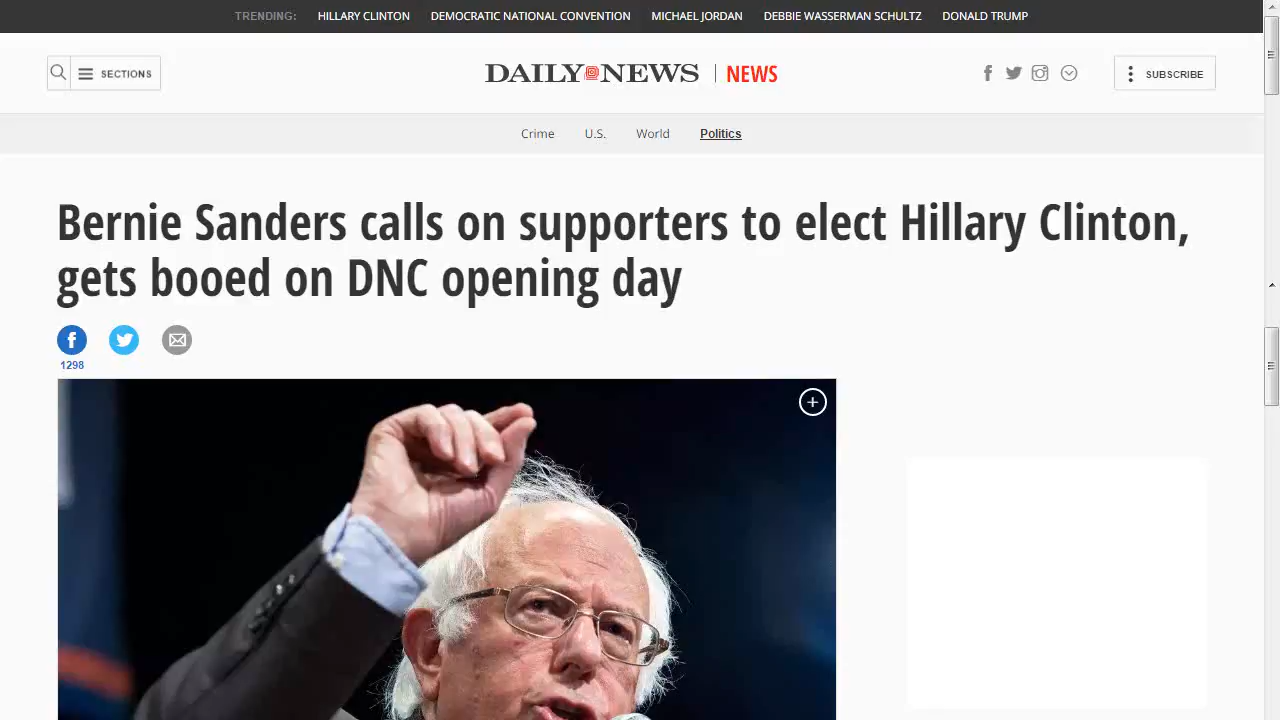 TRENDING: HILLARY CLINTON DEMOCRATIC NATIONAL CONVENTION MICHAEL JORDAN DEBBIE WASSERMAN SCHULTZ DONALD TRUMP
SECTIONS DAILY NEWS NEWS SUBSCRIBE
Crime U.S. World Politics
Bernie Sanders calls on supporters to elect Hillary Clinton,
gets booed on DNC opening day
1298